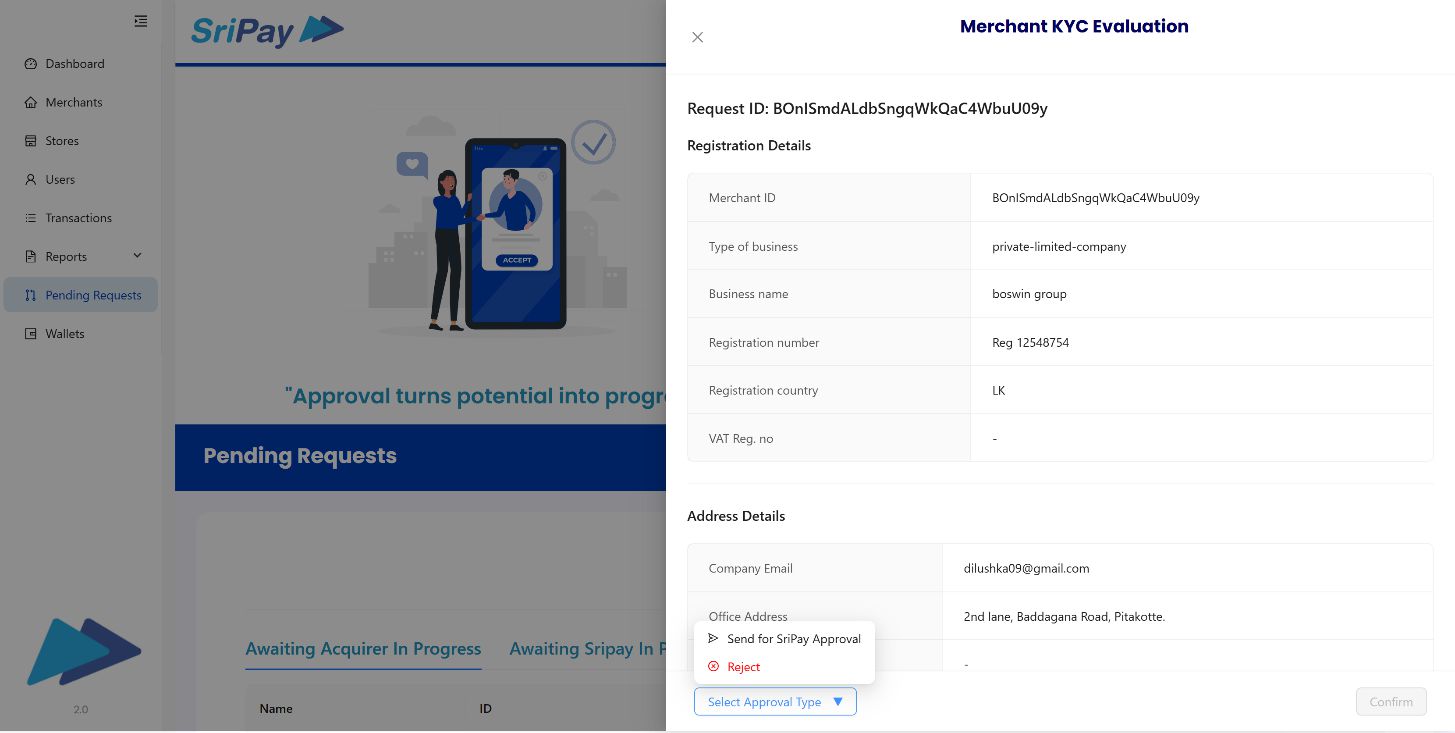 SriPay
Dashboard
Merchants
Stores
Users
Transactions
Reports
Pending Requests
Wallets
2.0
ACCEPT
"Approval turns potential into progre
Pending Requests
Awaiting Acquirer In Progress Awaiting Sripay In P
Name ID
Merchant KYC Evaluation
Request ID: BOnISmdALdbSngqWkQaC4WbuU09y
Registration Details
Merchant ID BOnISmdALdbSngqWkQaC4WbuU09y
Type of business private-limited-company
Business name boswin group
Registration number Reg 12548754
Registration country LK
VAT Reg. no -
Address Details
Company Email dilushka09@gmail.com
Office Address 2nd lane, Baddagana Road, Pitakotte.
-
Send for SriPay Approval
Reject
Select Approval Type ▼
Confirm